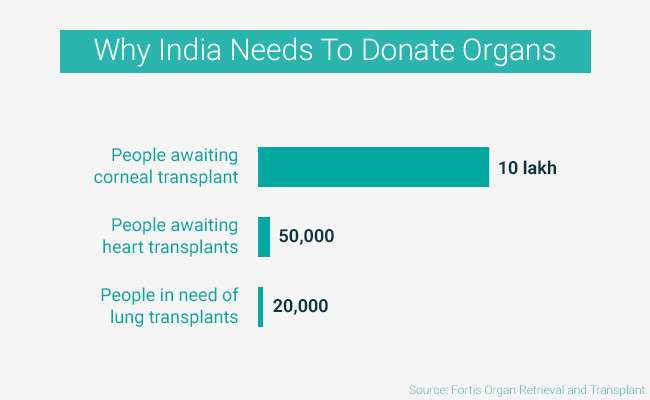 Why India Needs To Donate Organs
People awaiting
corneal transplant
10 lakh
People awaiting
heart transplants
50,000
People in need of
lung transplants
20,000
Source: Fortis Organ Retrieval and Transplant